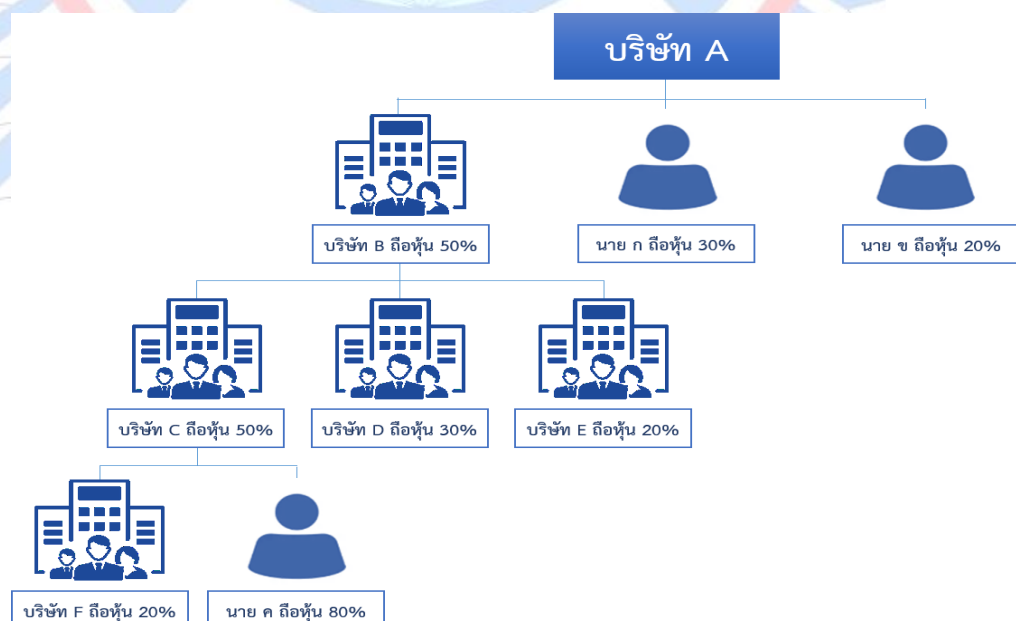 บริษัท A
บริษัท B ถือหุ้น 50%
นาย ก ถือหุ้น 30%
นาย ข ถือหุ้น 20%
บริษัท C ถือหุ้น 50%
บริษัท D ถือหุ้น 30%
บริษัท E ถือหุ้น 20%
บริษัท F ถือหุ้น 20%
นาย ค ถือหุ้น 80%